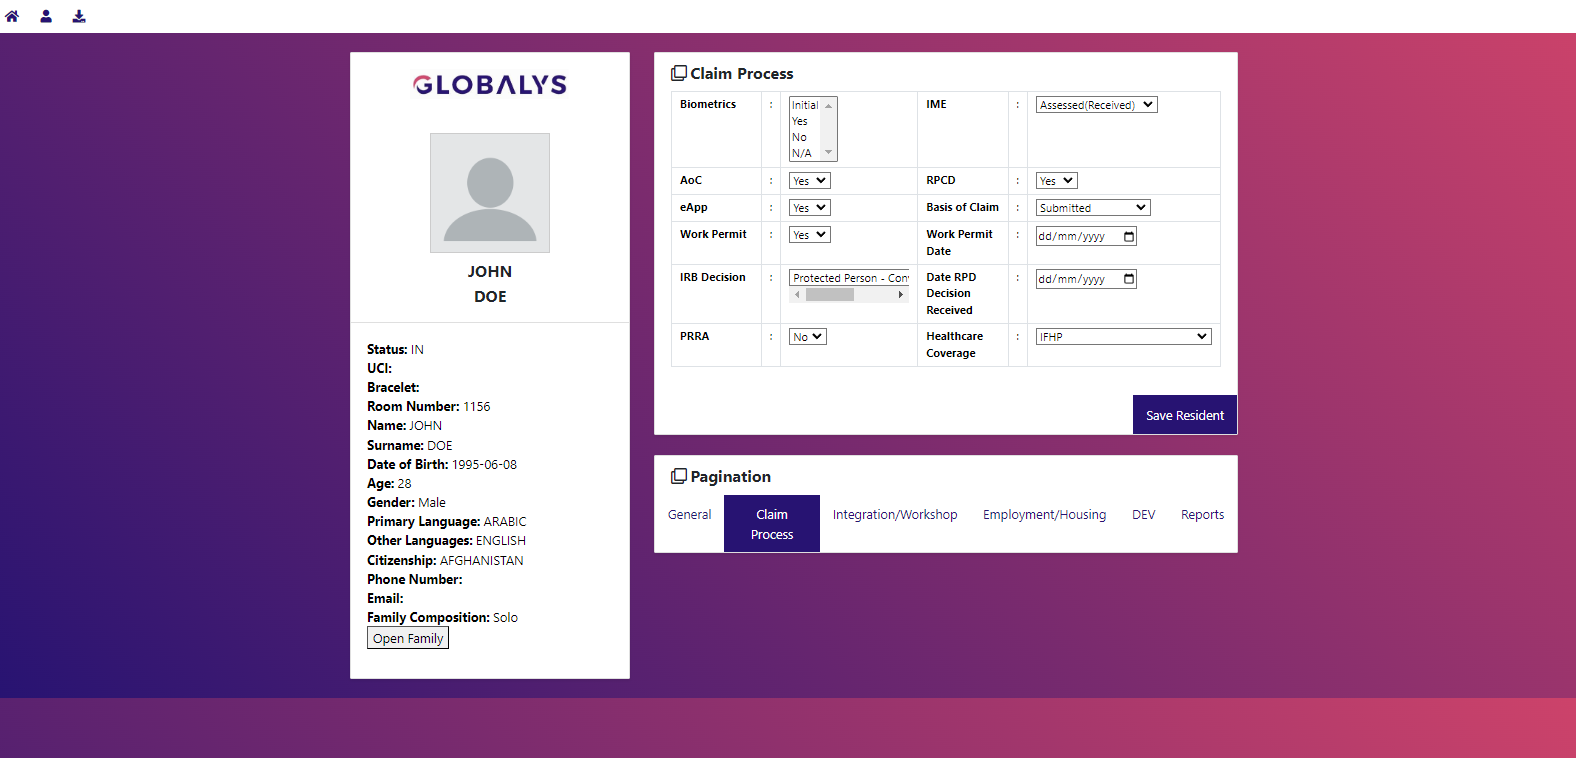 GLOBALYS
JOHN
DOE
Status: IN
UCI:
Bracelet:
Room Number: 1156
Name: JOHN
Surname: DOE
Date of Birth: 1995-06-08
Age: 28
Gender: Male
Primary Language: ARABIC
Other Languages: ENGLISH
Citizenship: AFGHANISTAN
Phone Number:
Email:
Family Composition: Solo
Open Family
Claim Process
Biometrics : Initial
Yes
No
N/A
IME : Assessed(Received)
AoC : Yes
RPCD : Yes
eApp : Yes
Basis of Claim : Submitted
Work Permit : Yes
Work Permit
Date
: dd/mm/yyyy
IRB Decision : Protected Person - Con
Date RPD
Decision
Received
: dd/mm/yyyy
PRRA : No
Healthcare
Coverage
: IFHP
Save Resident
Pagination
General
Claim
Process
Integration/Workshop
Employment/Housing
DEV
Reports